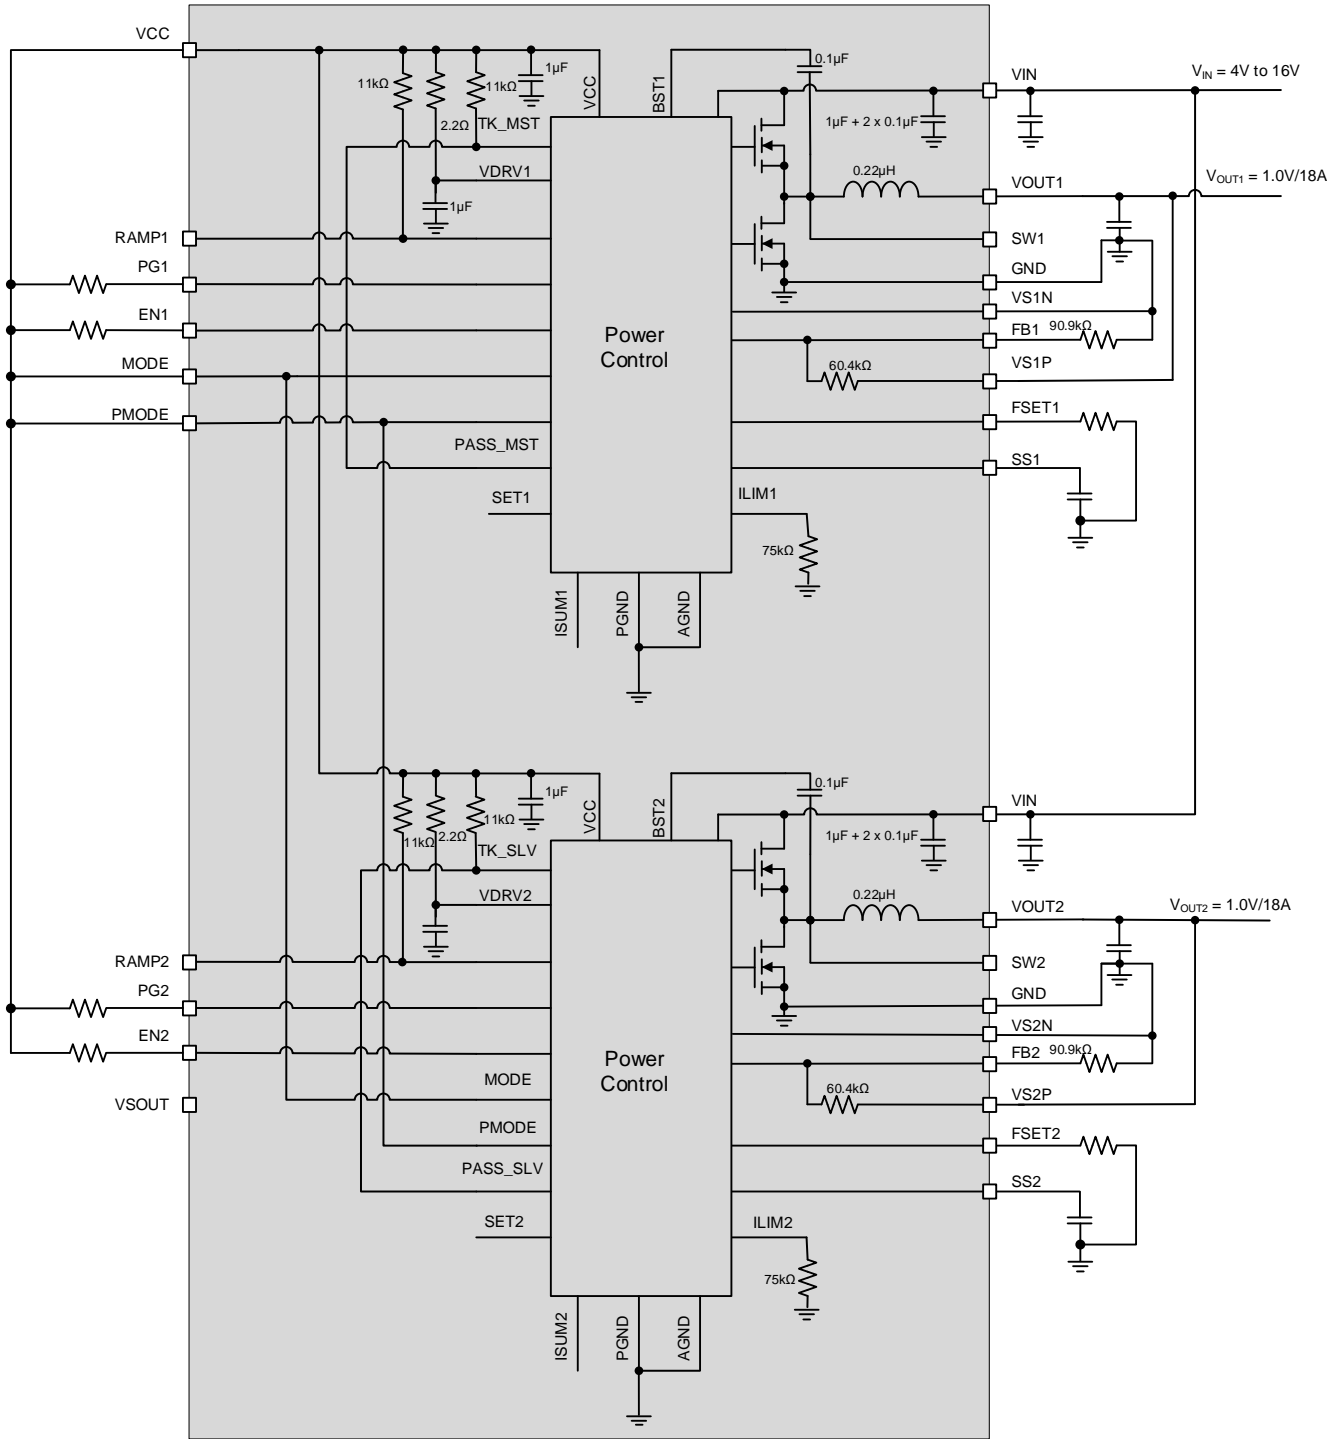 VCC
11kΩ
2.2Ω
11kΩ
1µF
VCC
BST1
0.1µF
VIN
V_IN = 4V to 16V
TK_MST
1µF + 2 x 0.1µF
VDRV1
1µF
0.22µH
VOUT1
V_OUT1 = 1.0V/18A
RAMP1
SW1
PG1
GND
VS1N
EN1
Power
Control
FB1
90.9kΩ
MODE
60.4kΩ
VS1P
PMODE
FSET1
PASS_MST
SS1
SET1
ILIM1
75kΩ
ISUM1
PGND
AGND
11kΩ
2.2Ω
11kΩ
1µF
VCC
BST2
0.1µF
VIN
TK_SLV
1µF + 2 x 0.1µF
VDRV2
0.22µH
VOUT2
V_OUT2 = 1.0V/18A
RAMP2
SW2
PG2
GND
VS2N
EN2
Power
Control
FB2
90.9kΩ
MODE
60.4kΩ
VS2P
VSOUT
PMODE
FSET2
PASS_SLV
SS2
SET2
ILIM2
75kΩ
ISUM2
PGND
AGND